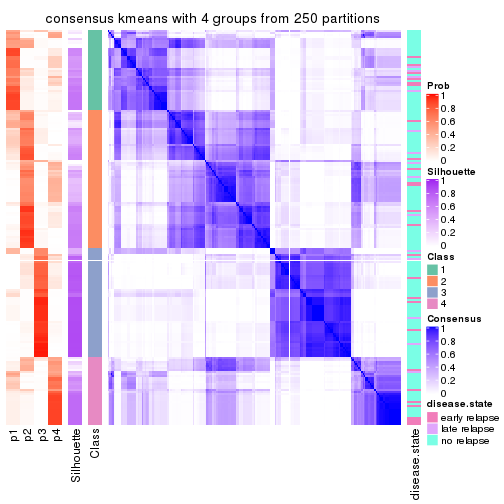 consensus kmeans with 4 groups from 250 partitions
Prob
1
0.8
0.6
0.4
0.2
0
Silhouette
1
0.8
0.6
0.4
0.2
0
Class
1
2
3
4
Consensus
1
0.8
0.6
0.4
0.2
0
disease.state
early relapse
late relapse
no relapse
p1
p2
p3
p4
Silhouette
Class
disease.state